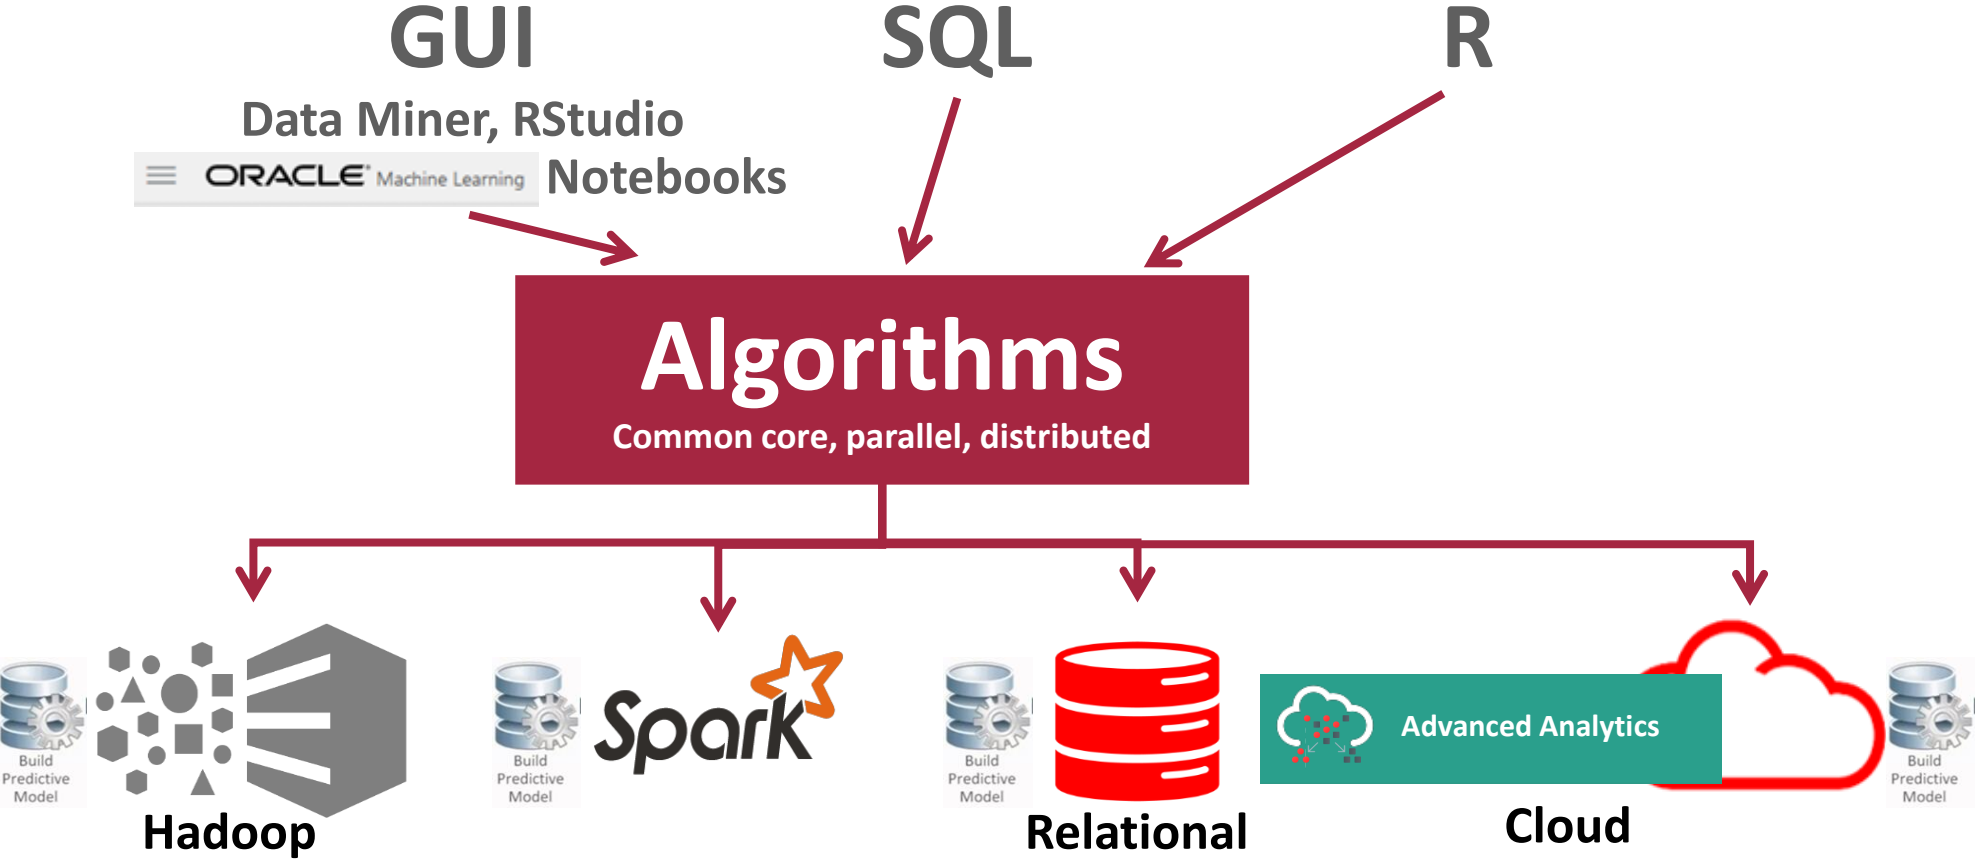 GUI
SQL
R
Data Miner, RStudio
ORACLE® Machine Learning Notebooks
Algorithms
Common core, parallel, distributed
Build
Predictive
Model
Hadoop
Build
Predictive
Model
Spark
Build
Predictive
Model
Relational
Advanced Analytics
Cloud
Build
Predictive
Model